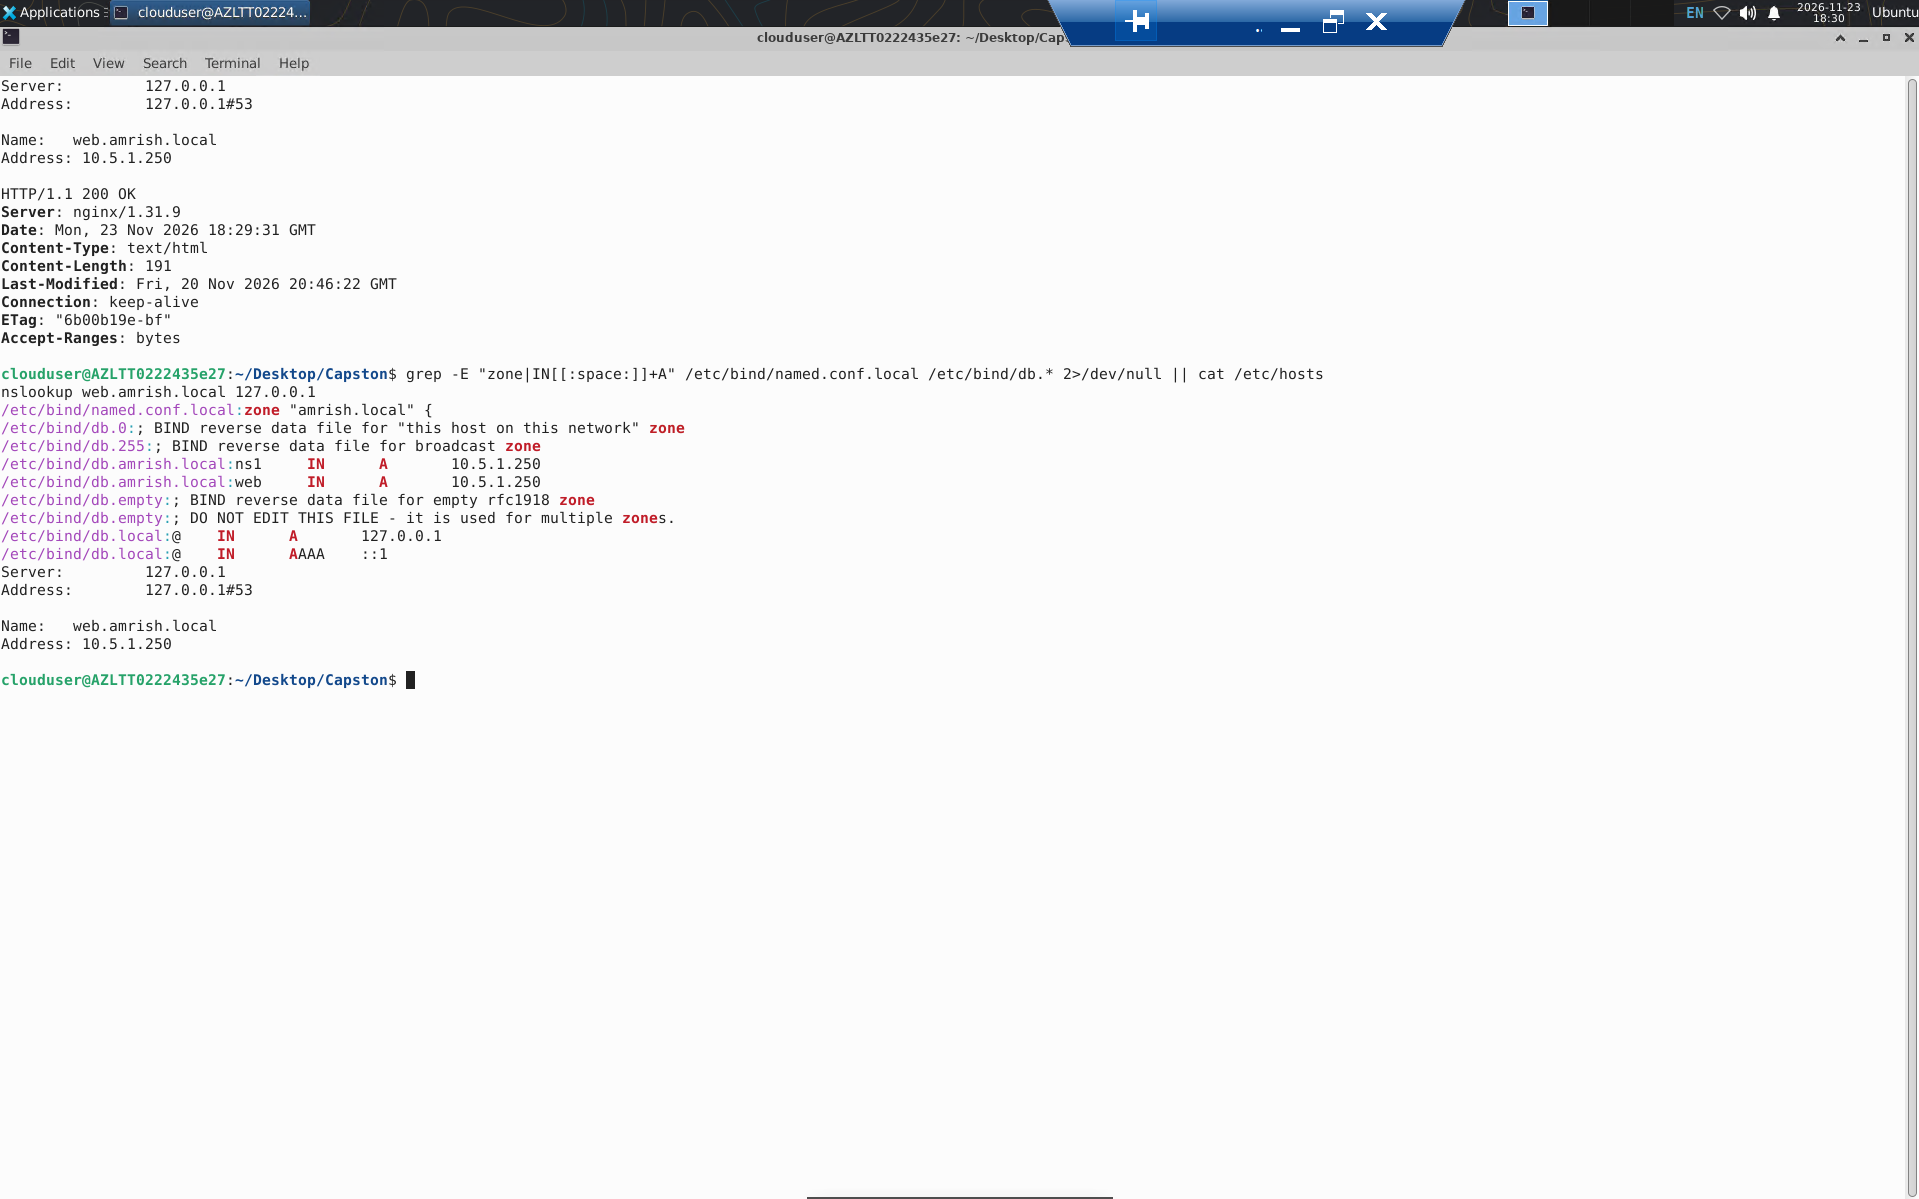 Applications
clouduser@AZLTT02224...
EN
2026-11-23
18:30
Ubuntu
clouduser@AZLTT0222435e27: ~/Desktop/Cap
File Edit View Search Terminal Help
Server:         127.0.0.1
Address:        127.0.0.1#53
Name:   web.amrish.local
Address: 10.5.1.250
HTTP/1.1 200 OK
Server: nginx/1.31.9
Date: Mon, 23 Nov 2026 18:29:31 GMT
Content-Type: text/html
Content-Length: 191
Last-Modified: Fri, 20 Nov 2026 20:46:22 GMT
Connection: keep-alive
ETag: "6b00b19e-bf"
Accept-Ranges: bytes
clouduser@AZLTT0222435e27:~/Desktop/Capston$ grep -E "zone|IN[[:space:]]+A" /etc/bind/named.conf.local /etc/bind/db.* 2>/dev/null || cat /etc/hosts
nslookup web.amrish.local 127.0.0.1
/etc/bind/named.conf.local:zone "amrish.local" {
/etc/bind/db.0:; BIND reverse data file for "this host on this network" zone
/etc/bind/db.255:; BIND reverse data file for broadcast zone
/etc/bind/db.amrish.local:ns1     IN      A       10.5.1.250
/etc/bind/db.amrish.local:web     IN      A       10.5.1.250
/etc/bind/db.empty:; BIND reverse data file for empty rfc1918 zone
/etc/bind/db.empty:; DO NOT EDIT THIS FILE - it is used for multiple zones.
/etc/bind/db.local:@    IN      A       127.0.0.1
/etc/bind/db.local:@    IN      AAAA    ::1
Server:         127.0.0.1
Address:        127.0.0.1#53
Name:   web.amrish.local
Address: 10.5.1.250
clouduser@AZLTT0222435e27:~/Desktop/Capston$